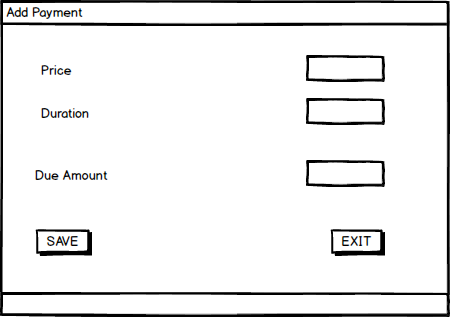 Add Payment
Price
Duration
Due Amount
SAVE
EXIT